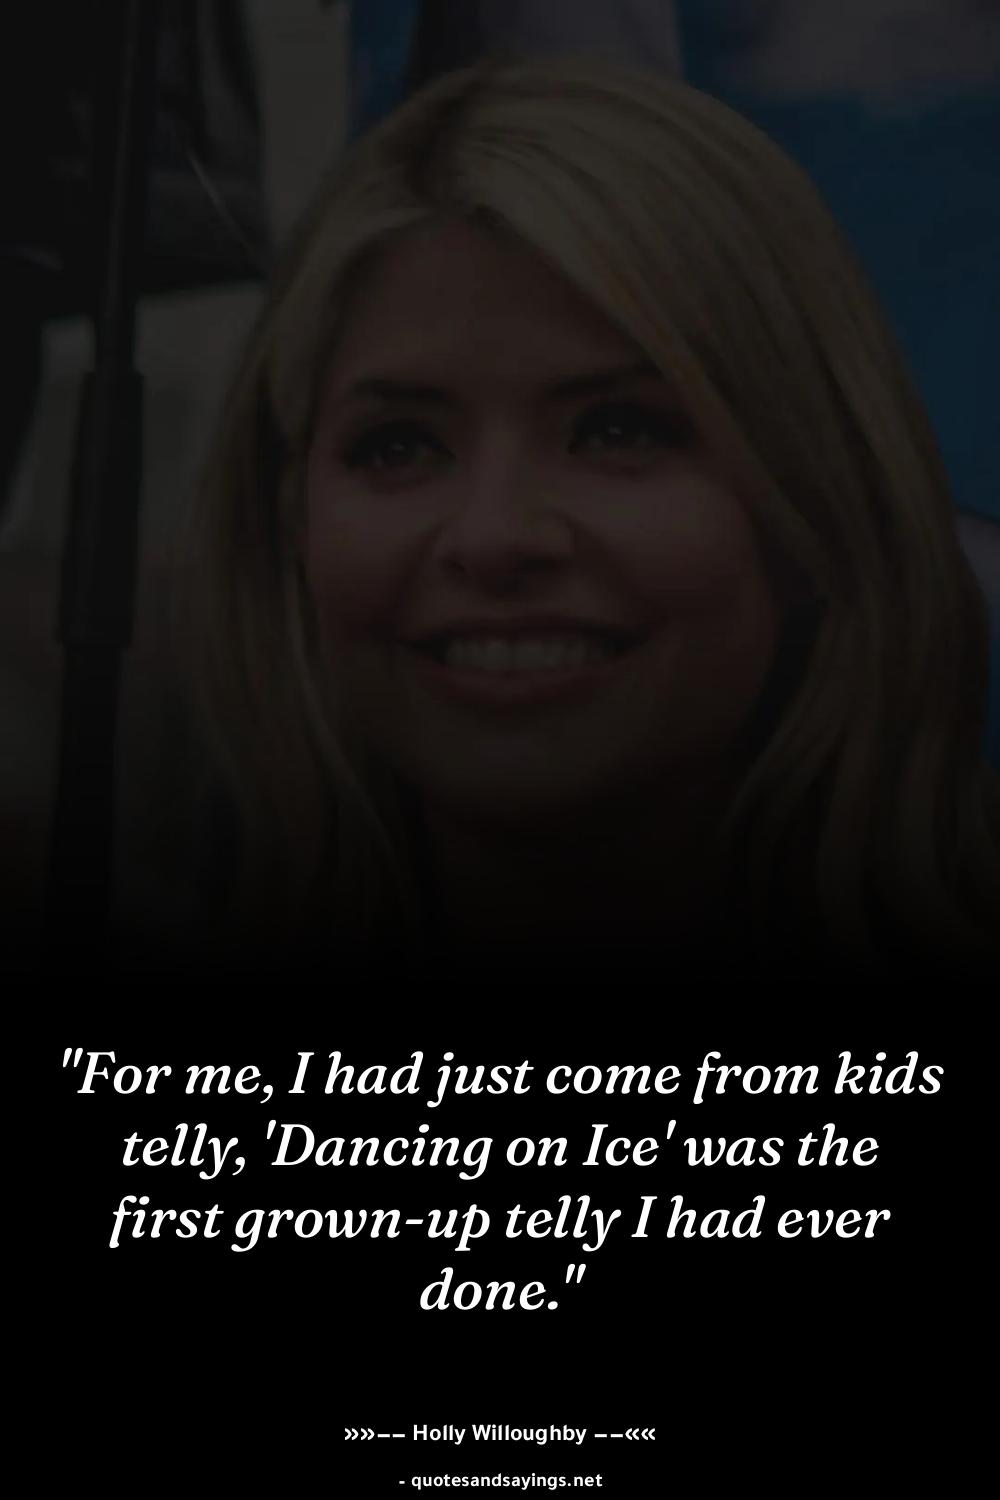 "For me, I had just come from kids
telly, 'Dancing on Ice' was the
first grown-up telly I had ever
done."
»»–– Holly Willoughby ––««
- quotesandsayings.net